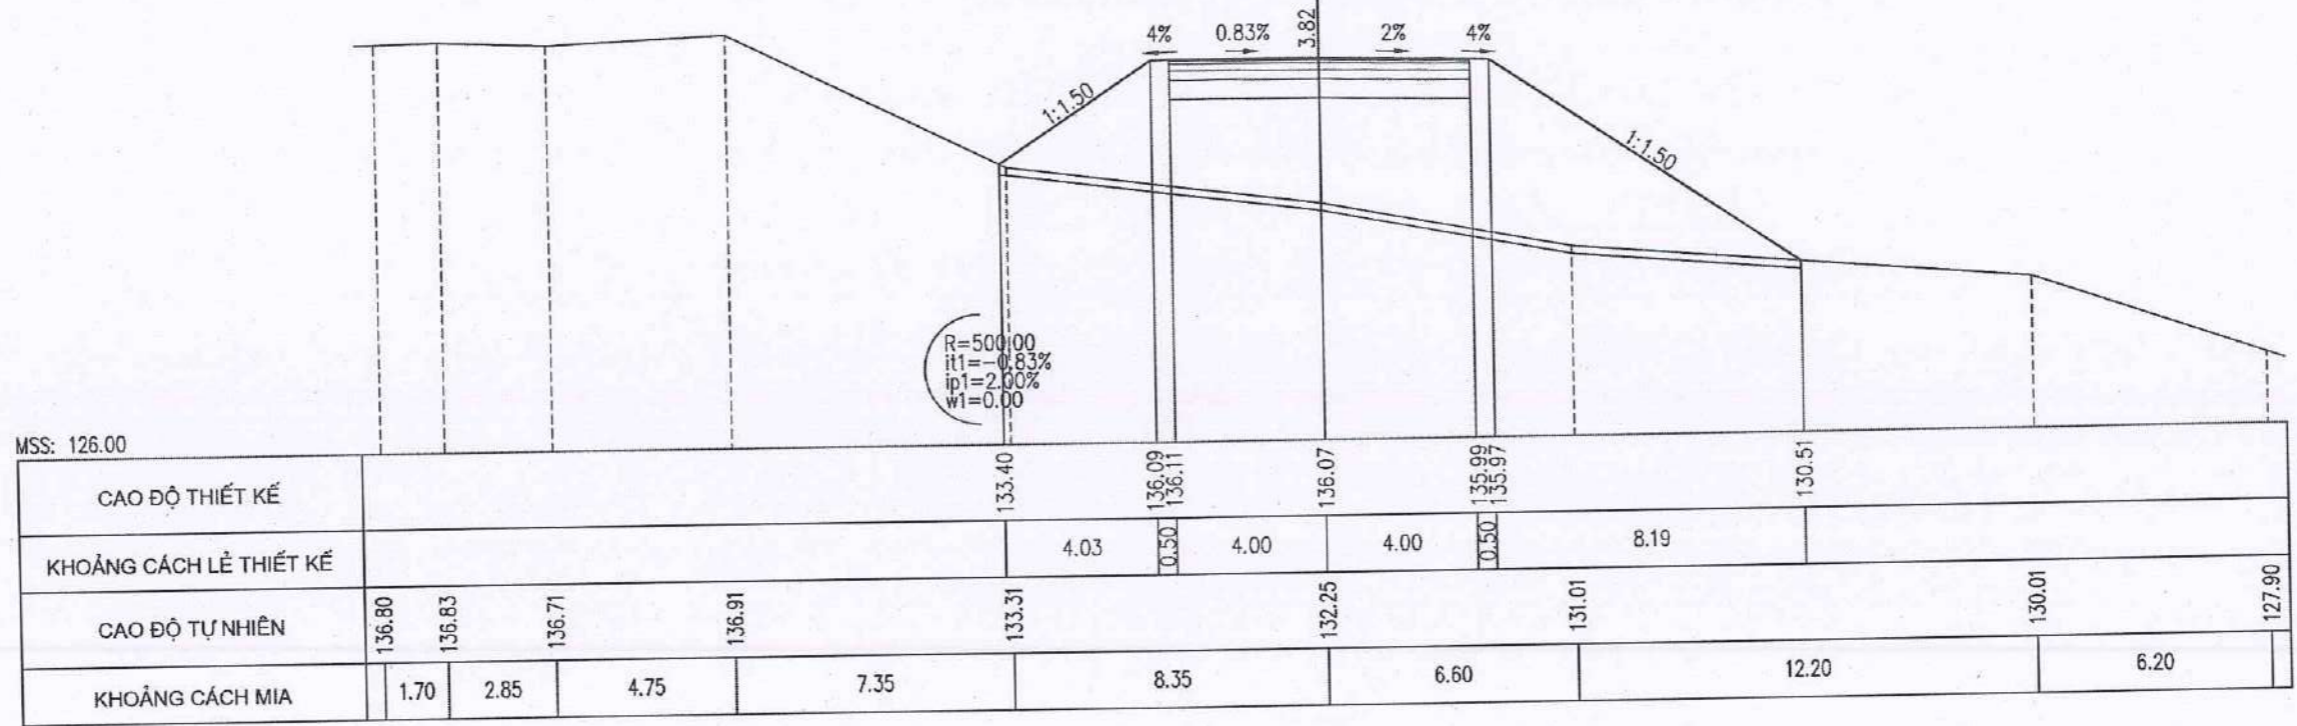 3.82
4% 0.83% 2% 4%
1:1.50
1:1.50
R=500.00
it1=-0.83%
ip1=2.00%
w1=0.00
MSS: 126.00
CAO ĐỘ THIẾT KẾ 133.40 136.09 136.11 136.07 135.99 135.97 130.51
KHOẢNG CÁCH LẺ THIẾT KẾ 4.03 0.50 4.00 4.00 0.50 8.19
CAO ĐỘ TỰ NHIÊN 136.80 136.83 136.71 136.91 133.31 132.25 131.01 130.01 127.90
KHOẢNG CÁCH MIA 1.70 2.85 4.75 7.35 8.35 6.60 12.20 6.20